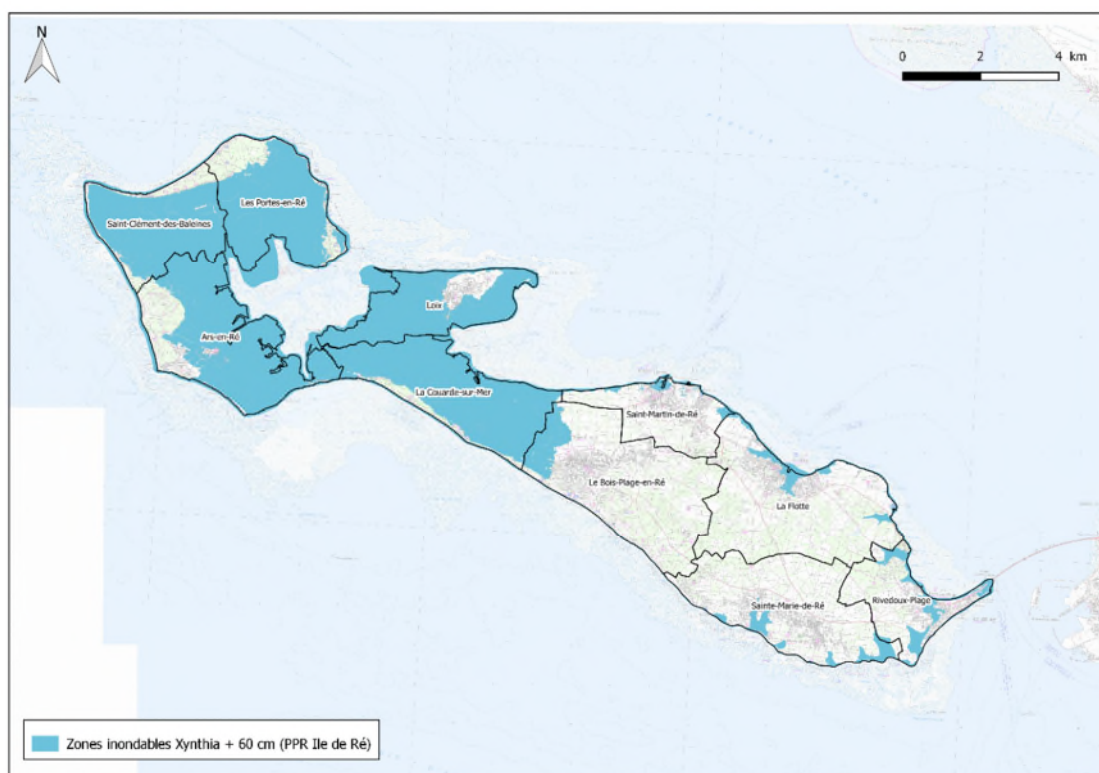 N
0 2 4 km
Les Portes-en-Ré
Saint-Clément-des-Baleines
Loix
Ars-en-Ré
La Couarde-sur-Mer
Saint-Martin-de-Ré
Le Bois-Plage-en-Ré
La Flotte
Sainte-Marie-de-Ré
Rivedoux-Plage
Zones inondables Xynthia + 60 cm (PPR Ile de Ré)